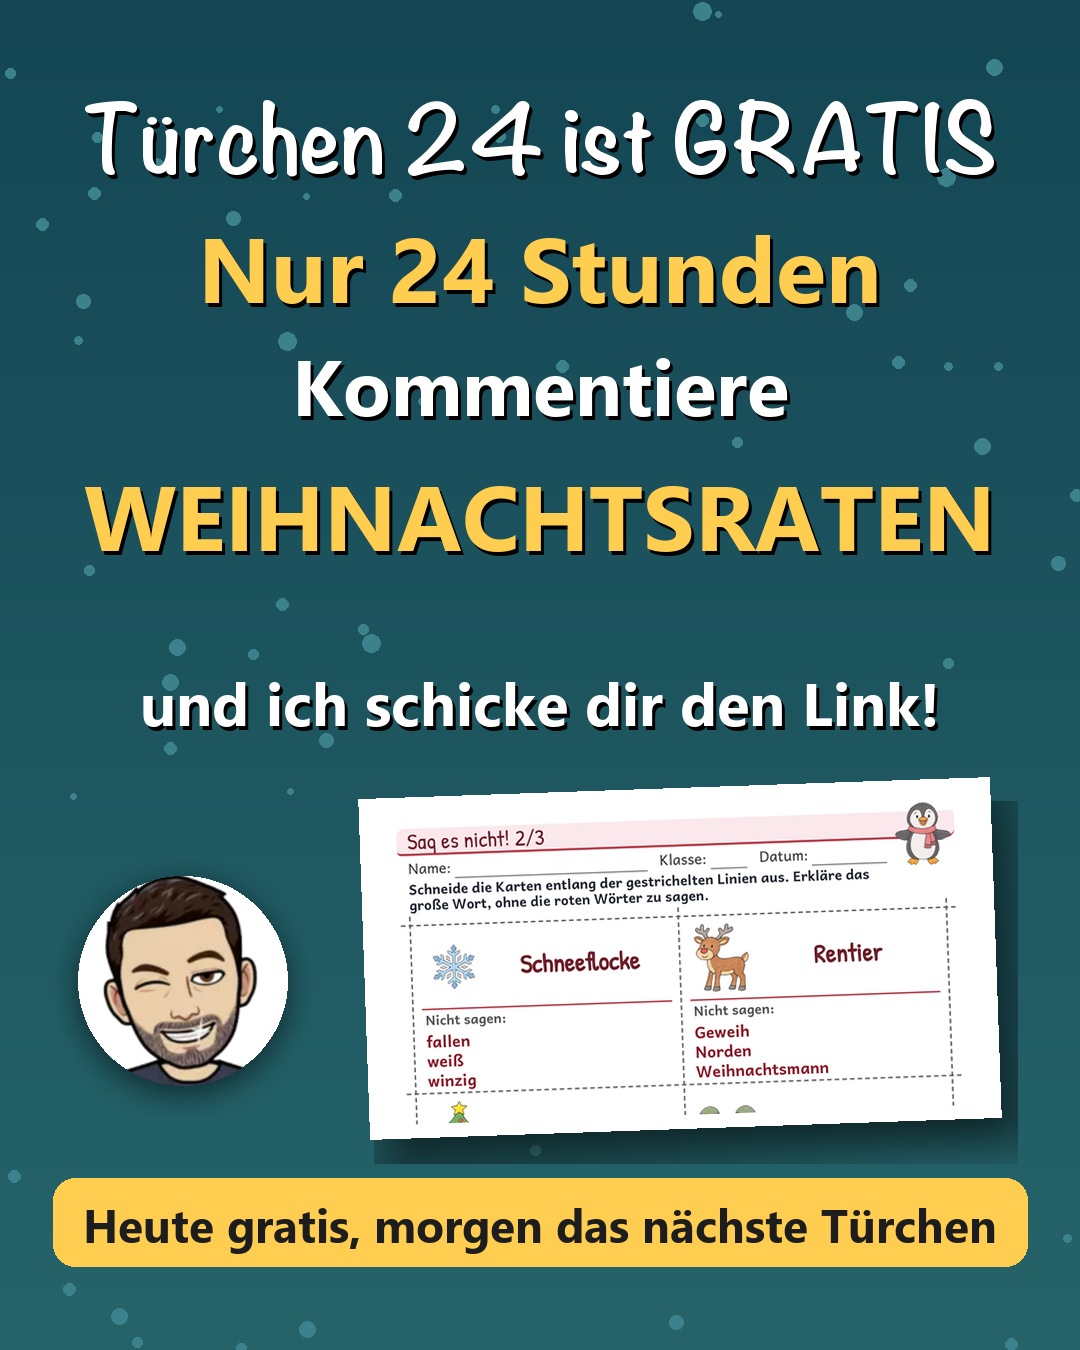 Türchen 24 ist GRATIS
Nur 24 Stunden
Kommentiere
WEIHNACHTSRATEN
und ich schicke dir den Link!
Sag es nicht! 2/3
Name: Klasse: Datum:
Schneide die Karten entlang der gestrichelten Linien aus. Erkläre das
große Wort, ohne die roten Wörter zu sagen.
Schneeflocke
Nicht sagen:
fallen
weiß
winzig
Rentier
Nicht sagen:
Geweih
Norden
Weihnachtsmann
Heute gratis, morgen das nächste Türchen